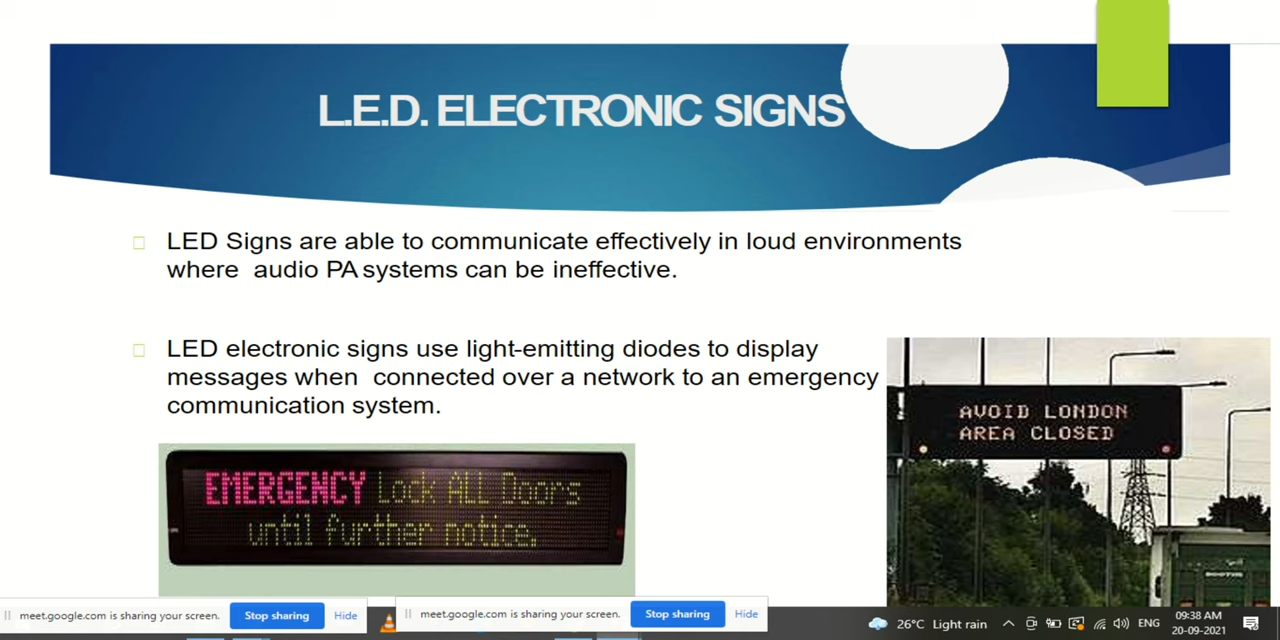 L.E.D. ELECTRONIC SIGNS
LED Signs are able to communicate effectively in loud environments
where audio PA systems can be ineffective.
LED electronic signs use light-emitting diodes to display
messages when connected over a network to an emergency
communication system.
AVOID LONDON
AREA CLOSED
EMERGENCY Lock ALL Doors
until further notice.
meet.google.com is sharing your screen. Stop sharing Hide
meet.google.com is sharing your screen. Stop sharing Hide
26°C Light rain
ENG
09:38 AM
20-09-2021